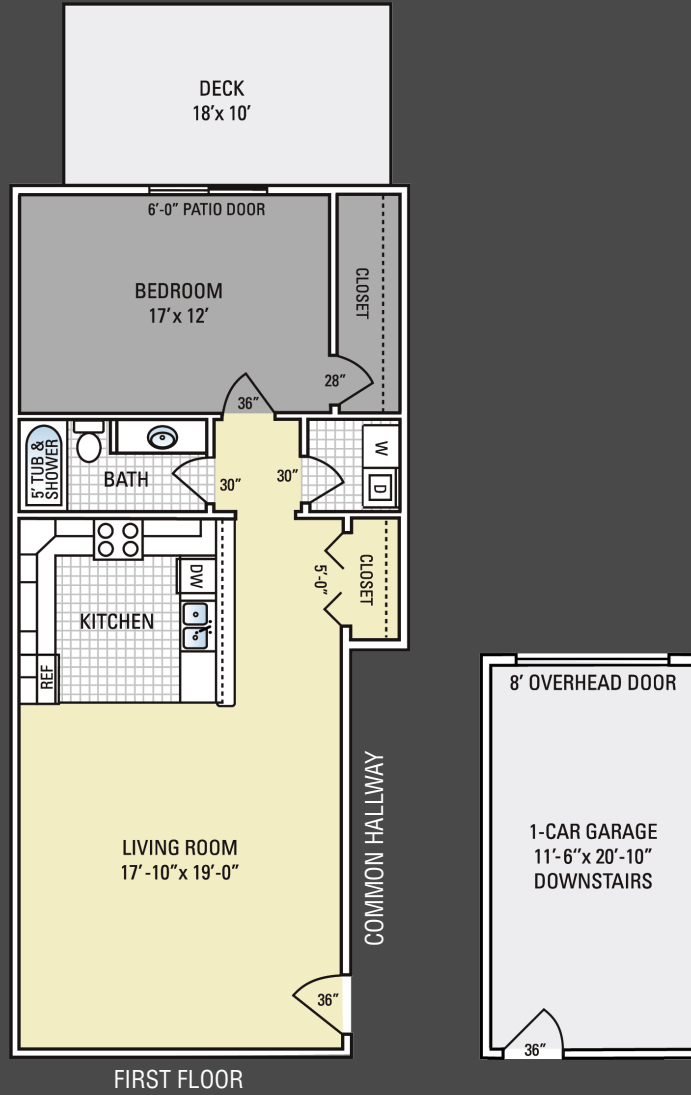 DECK
18'x 10'
6'-0" PATIO DOOR
BEDROOM
17'x 12'
CLOSET
28"
36"
5' TUB &
SHOWER
BATH
30"
30"
W
D
KITCHEN
DW
REF
5'-0"
CLOSET
LIVING ROOM
17'-10"x 19'-0"
COMMON HALLWAY
36"
FIRST FLOOR
8' OVERHEAD DOOR
1-CAR GARAGE
11'-6"x 20'-10"
DOWNSTAIRS
36"